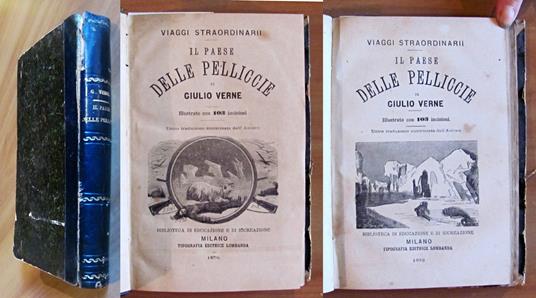 G. VERNE
IL PAESE
DELLE PELLICCIE
VIAGGI STRAORDINARII
IL PAESE
DELLE PELLICCIE
DI
GIULIO VERNE
Illustrato con 103 incisioni.
Unica traduzione autorizzata dall'Autore
BIBLIOTECA DI EDUCAZIONE E DI RICREAZIONE
MILANO
TIPOGRAFIA EDITRICE LOMBARDA
VIAGGI STRAORDINARII
IL PAESE
DELLE PELLICCIE
DI
GIULIO VERNE
Illustrato con 103 incisioni.
Unica traduzione autorizzata dall'Autore
BIBLIOTECA DI EDUCAZIONE E DI RICREAZIONE
MILANO
TIPOGRAFIA EDITRICE LOMBARDA